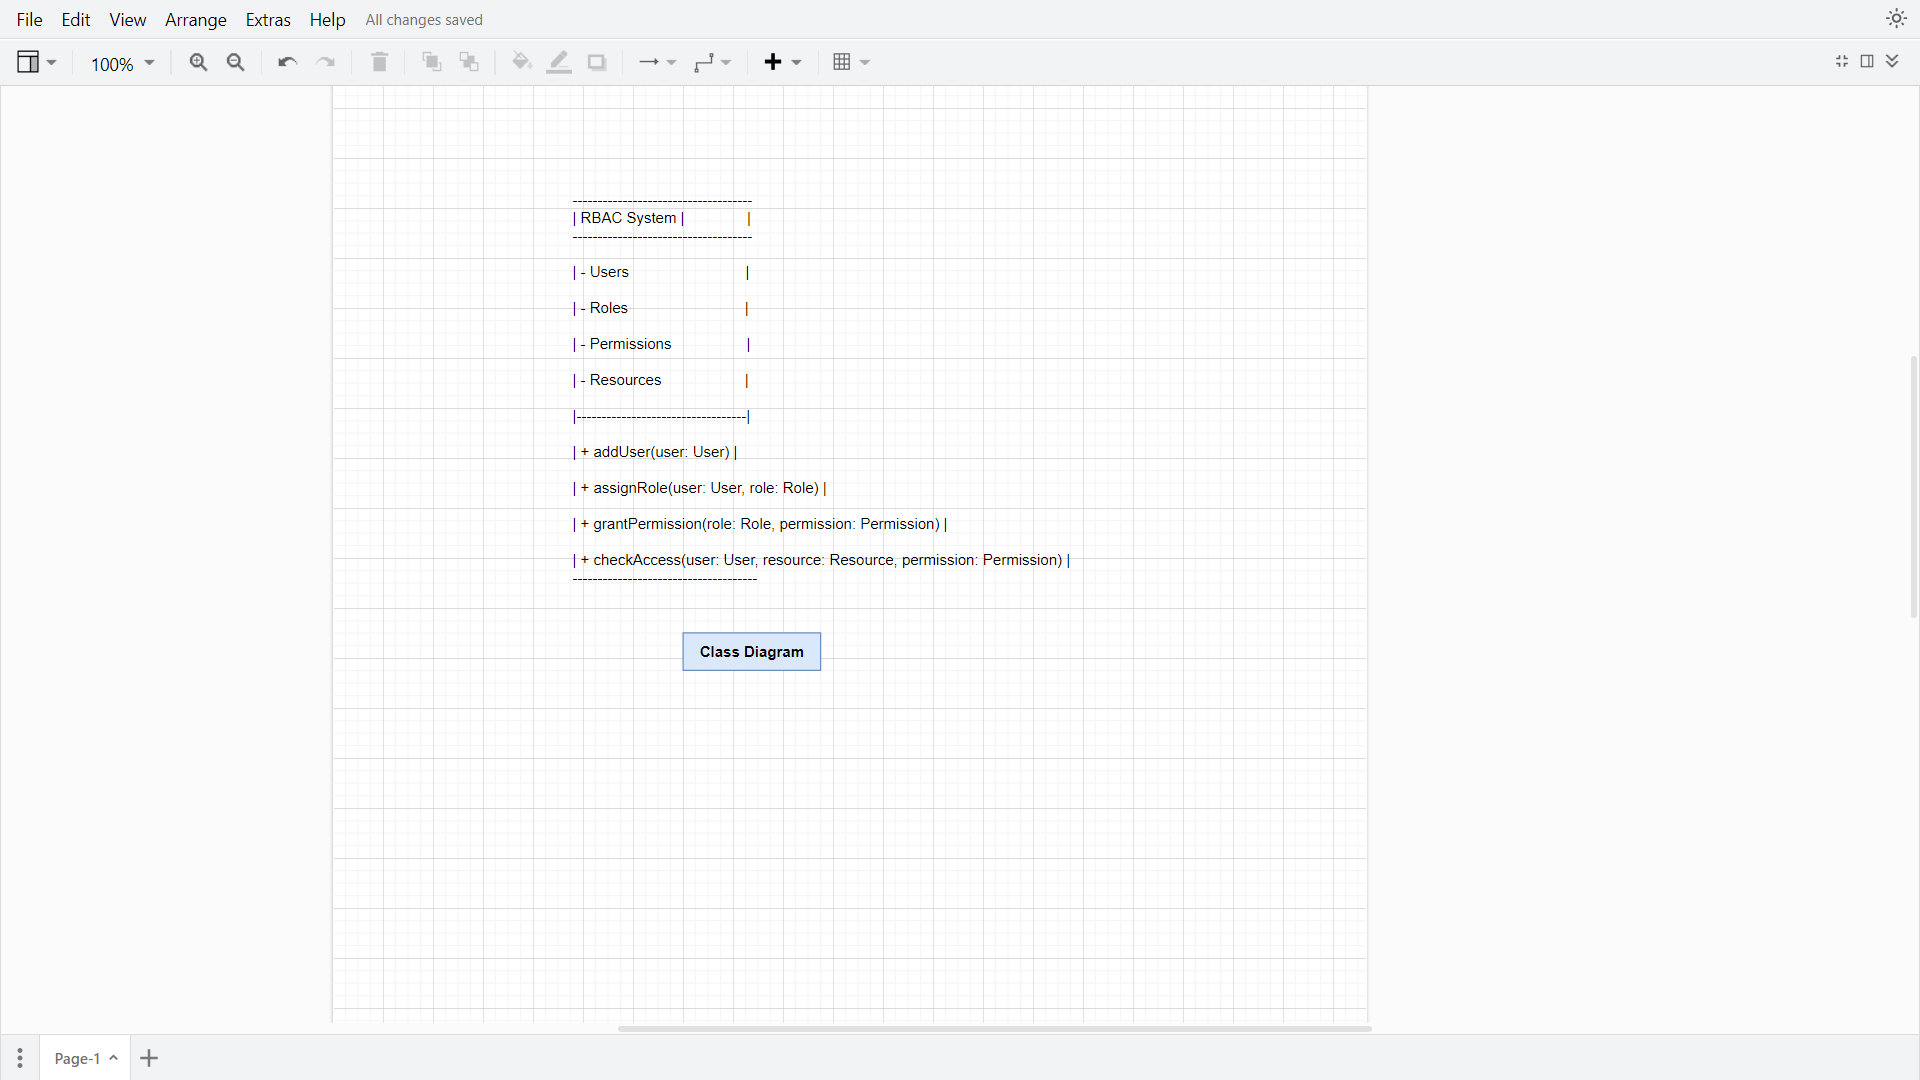 File Edit View Arrange Extras Help All changes saved
100%
------------------------------------
| RBAC System | |
------------------------------------
| - Users |
| - Roles |
| - Permissions |
| - Resources |
|----------------------------------|
| + addUser(user: User) |
| + assignRole(user: User, role: Role) |
| + grantPermission(role: Role, permission: Permission) |
| + checkAccess(user: User, resource: Resource, permission: Permission) |
-------------------------------------
Class Diagram
Page-1